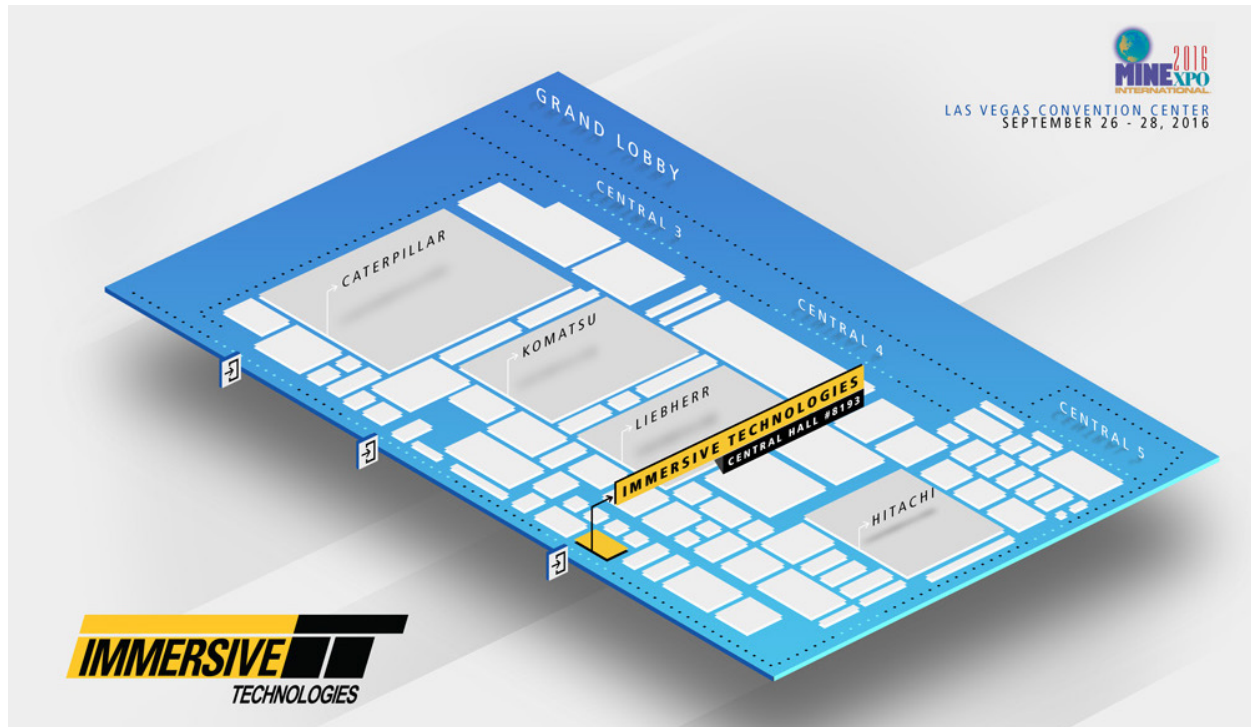 2016
MINEXPO
INTERNATIONAL
LAS VEGAS CONVENTION CENTER
SEPTEMBER 26 - 28, 2016
GRAND LOBBY
CENTRAL 3
CATERPILLAR
CENTRAL 4
KOMATSU
LIEBHERR
IMMERSIVE TECHNOLOGIES
CENTRAL HALL #8193
CENTRAL 5
HITACHI
IMMERSIVE
TECHNOLOGIES